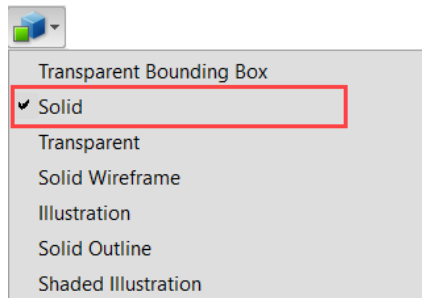 Transparent Bounding Box
Solid
Transparent
Solid Wireframe
Illustration
Solid Outline
Shaded Illustration